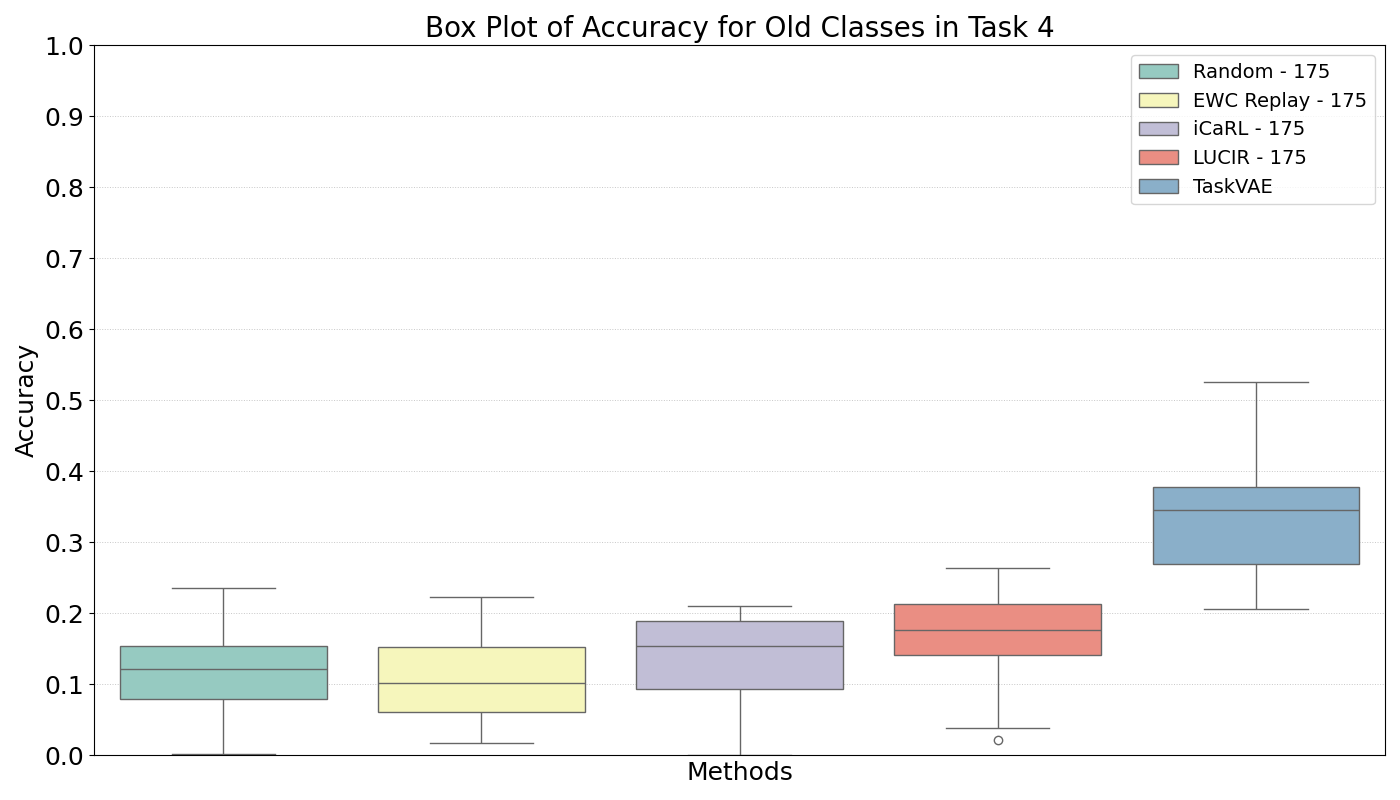 Box Plot of Accuracy for Old Classes in Task 4
1.0
0.9
0.8
0.7
0.6
0.5
0.4
0.3
0.2
0.1
0.0
Accuracy
Methods
Random - 175
EWC Replay - 175
iCaRL - 175
LUCIR - 175
TaskVAE